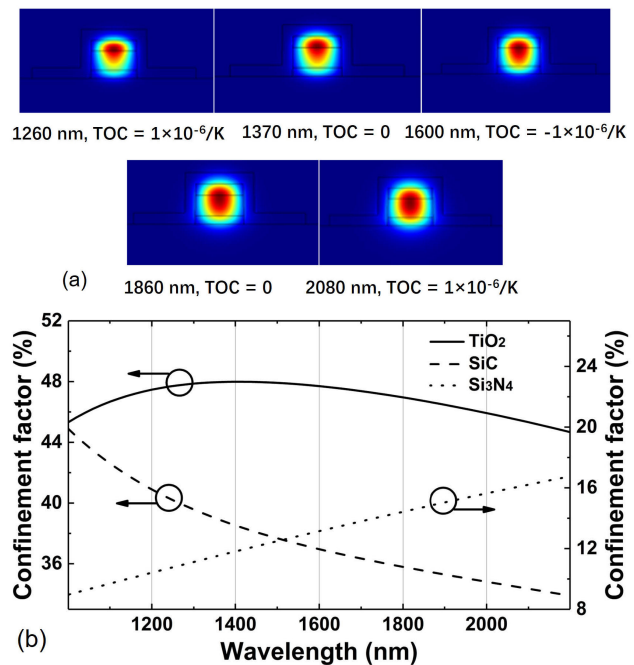 1260 nm, TOC = 1×10⁻⁶/K 1370 nm, TOC = 0 1600 nm, TOC = -1×10⁻⁶/K
1860 nm, TOC = 0 2080 nm, TOC = 1×10⁻⁶/K
(a)
Confinement factor (%)
52
48
44
40
36
TiO₂
SiC
Si₃N₄
24
20
16
12
8
Confinement factor (%)
1200 1400 1600 1800 2000
Wavelength (nm)
(b)